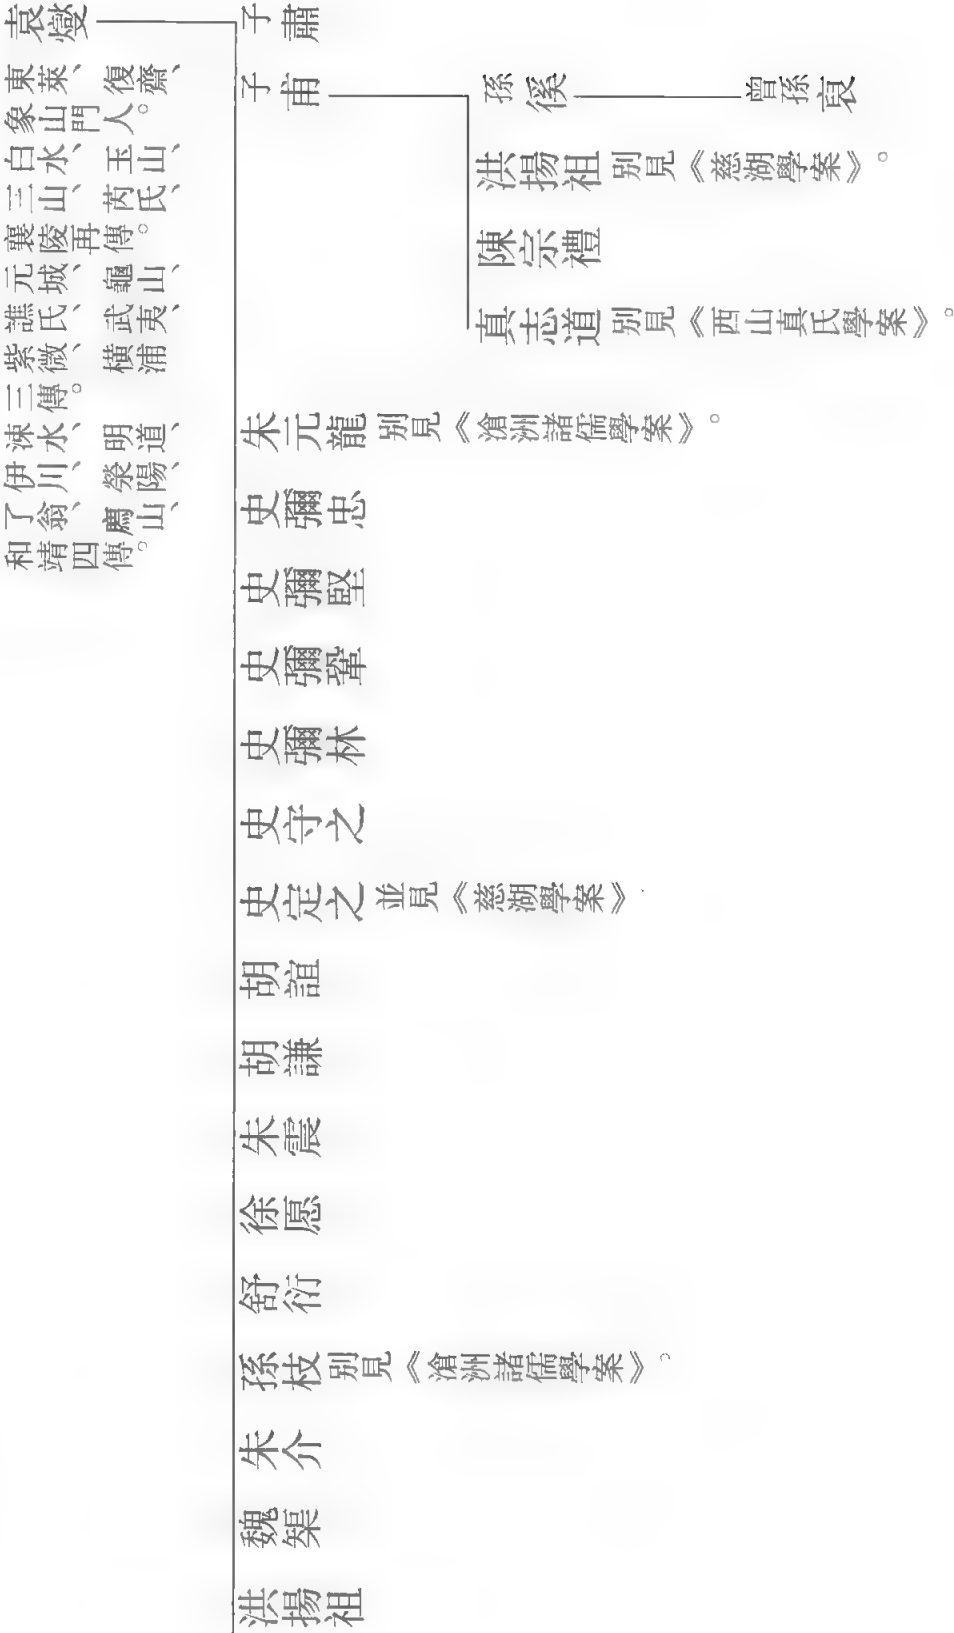 袁燮
東萊、復齋、
象山門人。
白水、玉山、
三山、芮氏、
襄陵再傳。
元城、龜山、
譙氏、武夷、
紫微、橫浦
三傳。
涑水、明道、
伊川、滎陽、
了翁、廌山、
和靖四傳。
子肅
子甫
孫徯
曾孫裒
洪揚祖 別見《慈湖學案》。
陳宗禮
真志道 別見《西山真氏學案》。
朱元龍 別見《滄洲諸儒學案》。
史彌忠
史彌堅
史彌鞏
史彌林
史守之
史定之 並見《慈湖學案》
胡誼
胡謙
朱震
徐愿
舒衍
孫枝 別見《滄洲諸儒學案》。
朱介
魏榘
洪揚祖